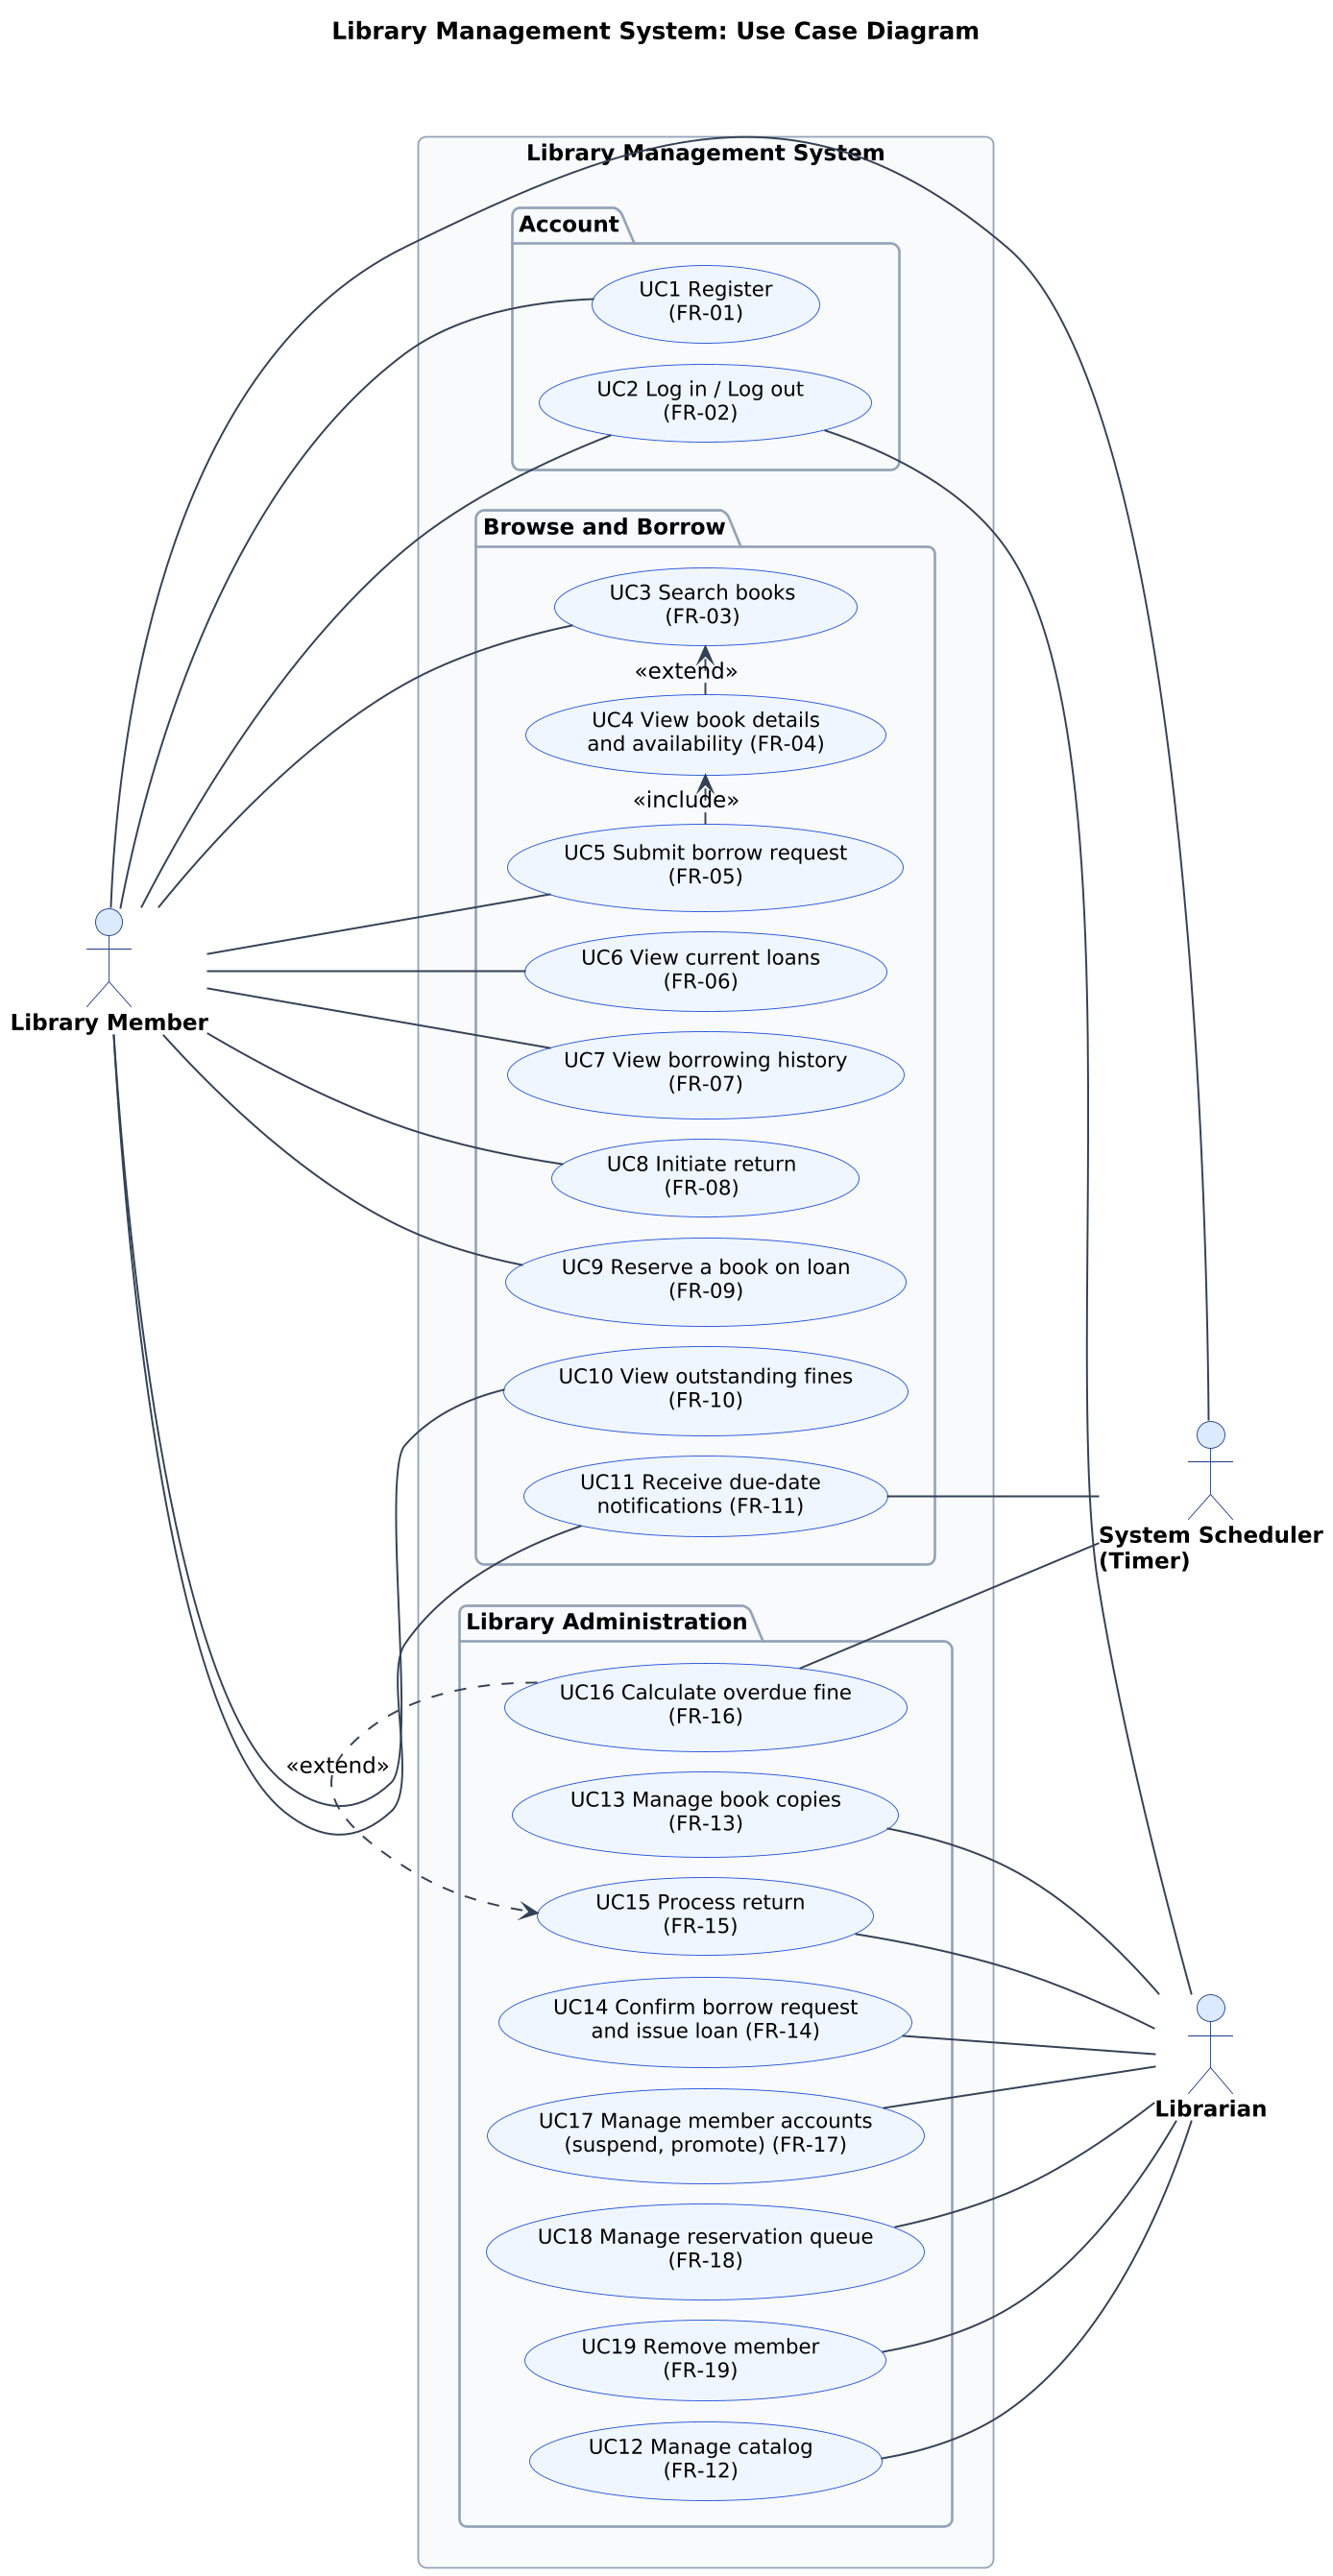 Library Management System: Use Case Diagram
Library Management System
Account
UC1 Register
(FR-01)
UC2 Log in / Log out
(FR-02)
Browse and Borrow
UC3 Search books
(FR-03)
«extend»
UC4 View book details
and availability (FR-04)
«include»
UC5 Submit borrow request
(FR-05)
UC6 View current loans
(FR-06)
Library Member
UC7 View borrowing history
(FR-07)
UC8 Initiate return
(FR-08)
UC9 Reserve a book on loan
(FR-09)
UC10 View outstanding fines
(FR-10)
UC11 Receive due-date
notifications (FR-11)
System Scheduler
(Timer)
Library Administration
UC16 Calculate overdue fine
(FR-16)
«extend»
UC13 Manage book copies
(FR-13)
UC15 Process return
(FR-15)
UC14 Confirm borrow request
and issue loan (FR-14)
Librarian
UC17 Manage member accounts
(suspend, promote) (FR-17)
UC18 Manage reservation queue
(FR-18)
UC19 Remove member
(FR-19)
UC12 Manage catalog
(FR-12)